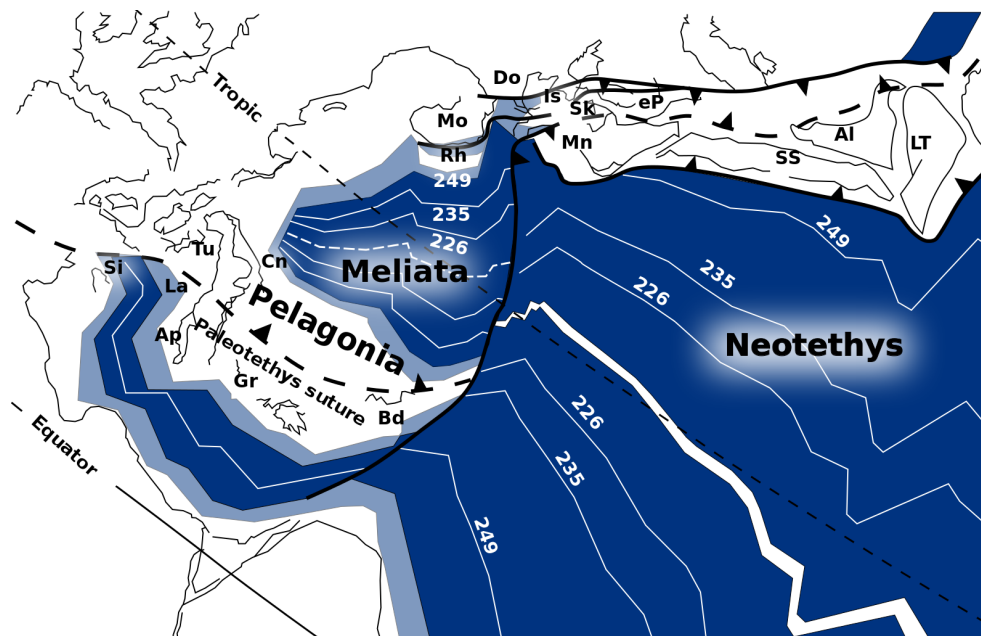 Do
Is
Tropic
Mo
Sk
eP
Mn
Al
LT
Rh
SS
249
235
249
226
Tu
Cn
Si
Meliata
235
La
226
Pelagonia
Ap
Paleotethys suture
Neotethys
Gr
Bd
226
Equator
235
249